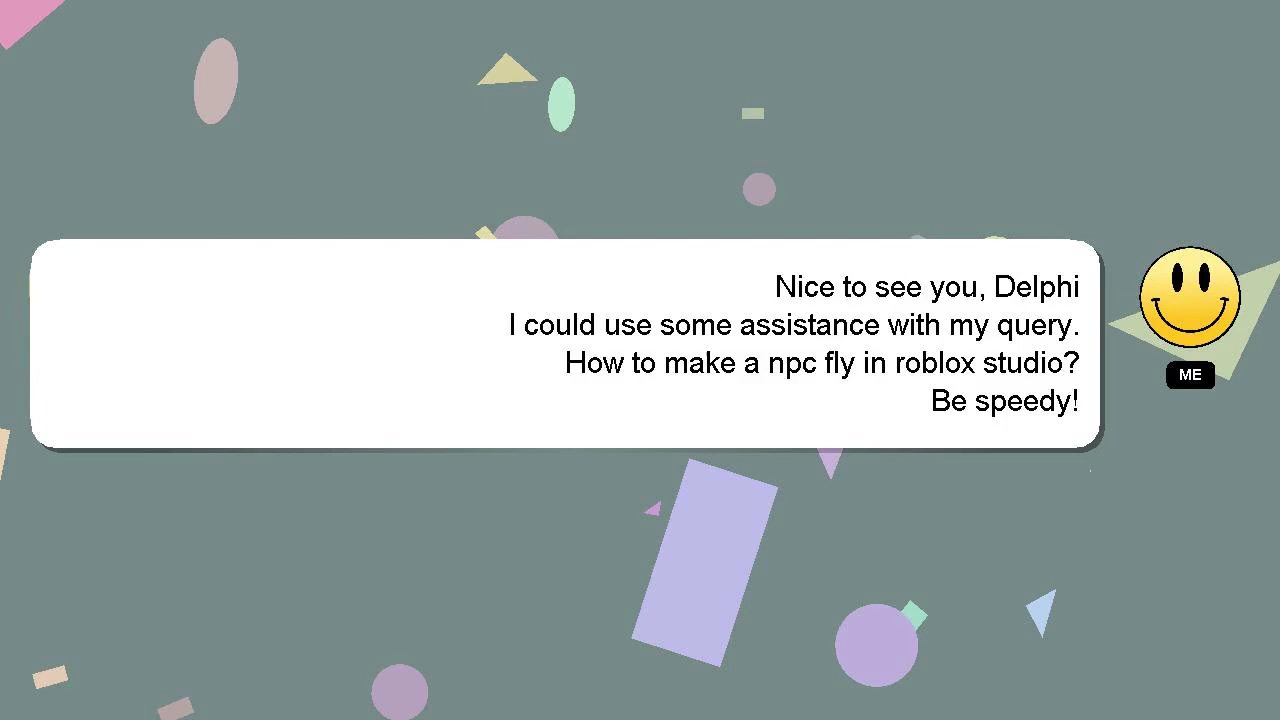 Nice to see you, Delphi
I could use some assistance with my query.
How to make a npc fly in roblox studio?
Be speedy!
ME